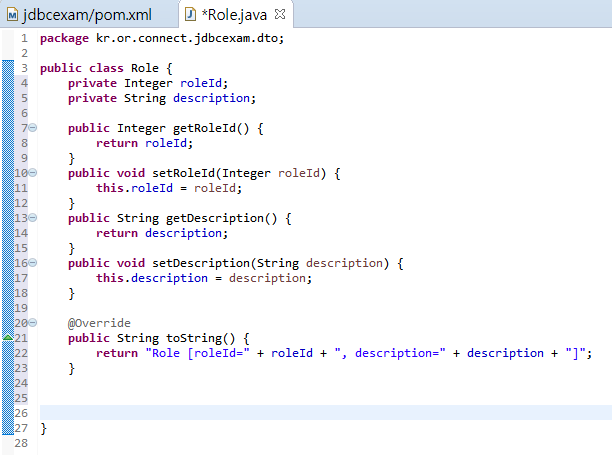 jdbcexam/pom.xml *Role.java
1 package kr.or.connect.jdbcexam.dto;
2
3 public class Role {
4     private Integer roleId;
5     private String description;
6
7     public Integer getRoleId() {
8         return roleId;
9     }
10     public void setRoleId(Integer roleId) {
11         this.roleId = roleId;
12     }
13     public String getDescription() {
14         return description;
15     }
16     public void setDescription(String description) {
17         this.description = description;
18     }
19
20     @Override
21     public String toString() {
22         return "Role [roleId=" + roleId + ", description=" + description + "]";
23     }
24
25
26
27 }
28